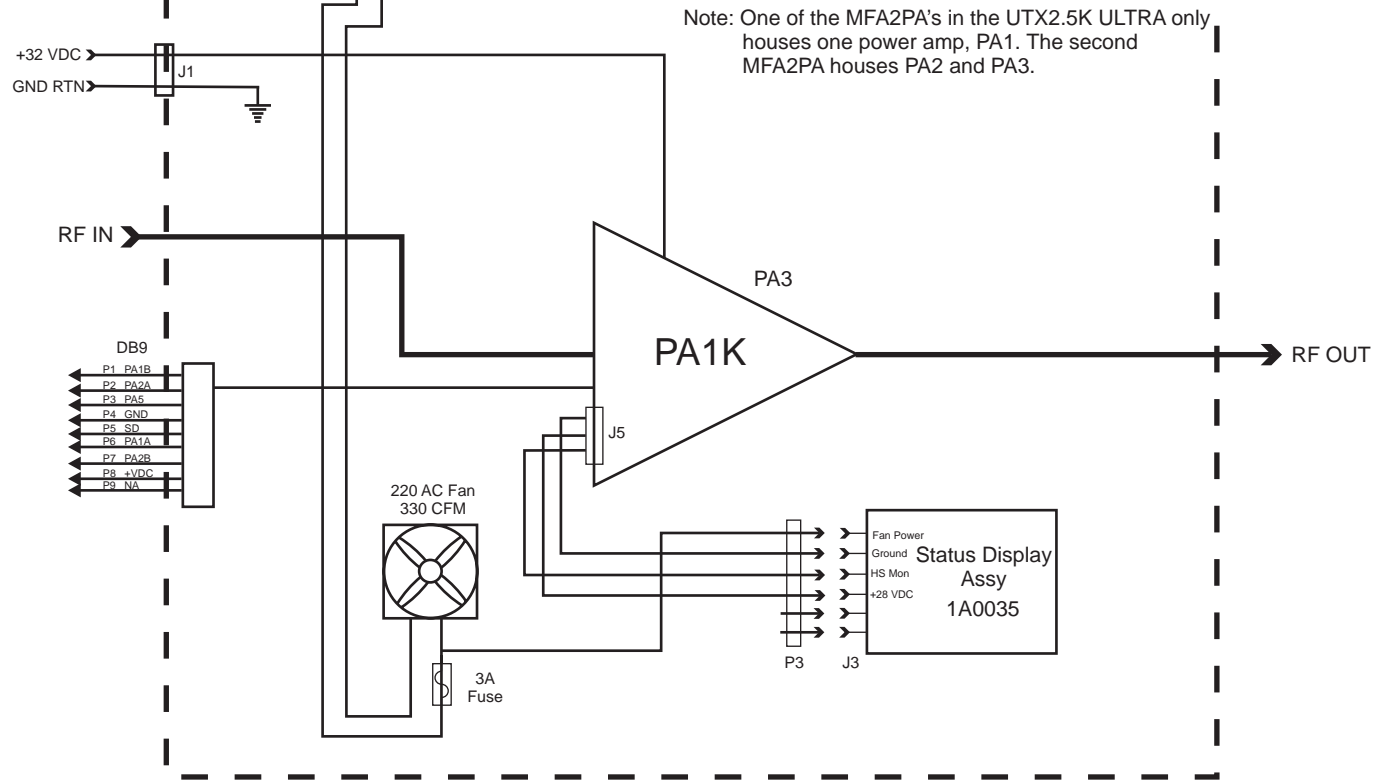 Note: One of the MFA2PA's in the UTX2.5K ULTRA only
houses one power amp, PA1. The second
MFA2PA houses PA2 and PA3.
+32 VDC
J1
GND RTN
RF IN
PA3
PA1K
RF OUT
DB9
P1 PA1B
P2 PA2A
P3 PA5
P4 GND
P5 SD
P6 PA1A
P7 PA2B
P8 +VDC
P9 NA
J5
220 AC Fan
330 CFM
Fan Power
Ground
HS Mon
+28 VDC
Status Display
Assy
1A0035
P3
J3
3A
Fuse